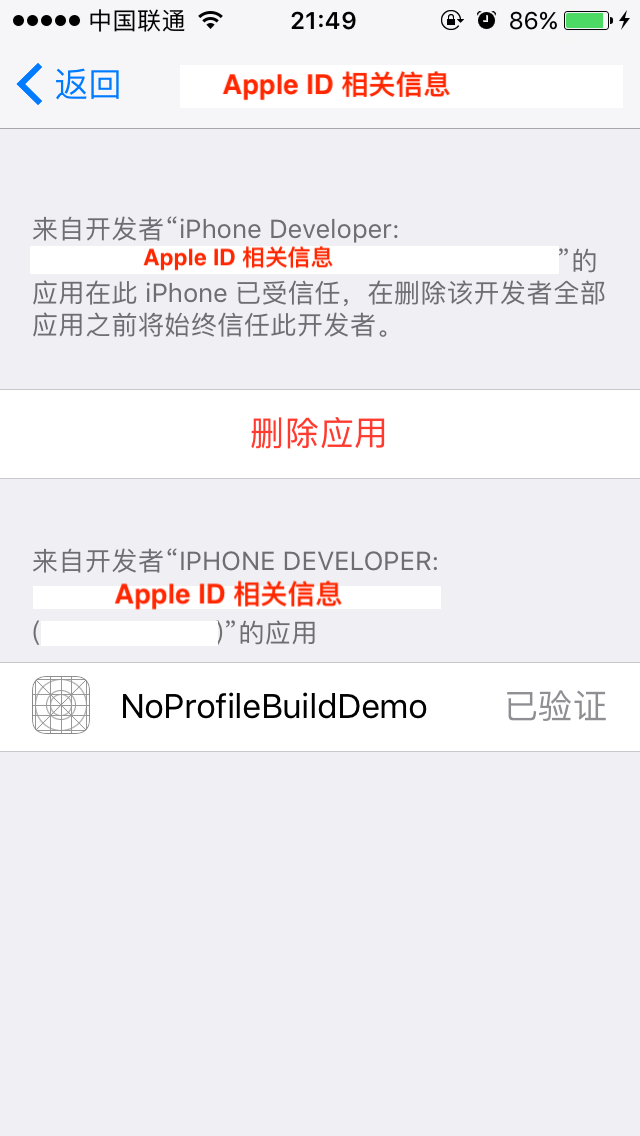 中国联通 21:49 86%
返回 Apple ID 相关信息
来自开发者“iPhone Developer:
Apple ID 相关信息 ”的
应用在此 iPhone 已受信任，在删除该开发者全部
应用之前将始终信任此开发者。
删除应用
来自开发者“IPHONE DEVELOPER:
Apple ID 相关信息
( )”的应用
NoProfileBuildDemo 已验证